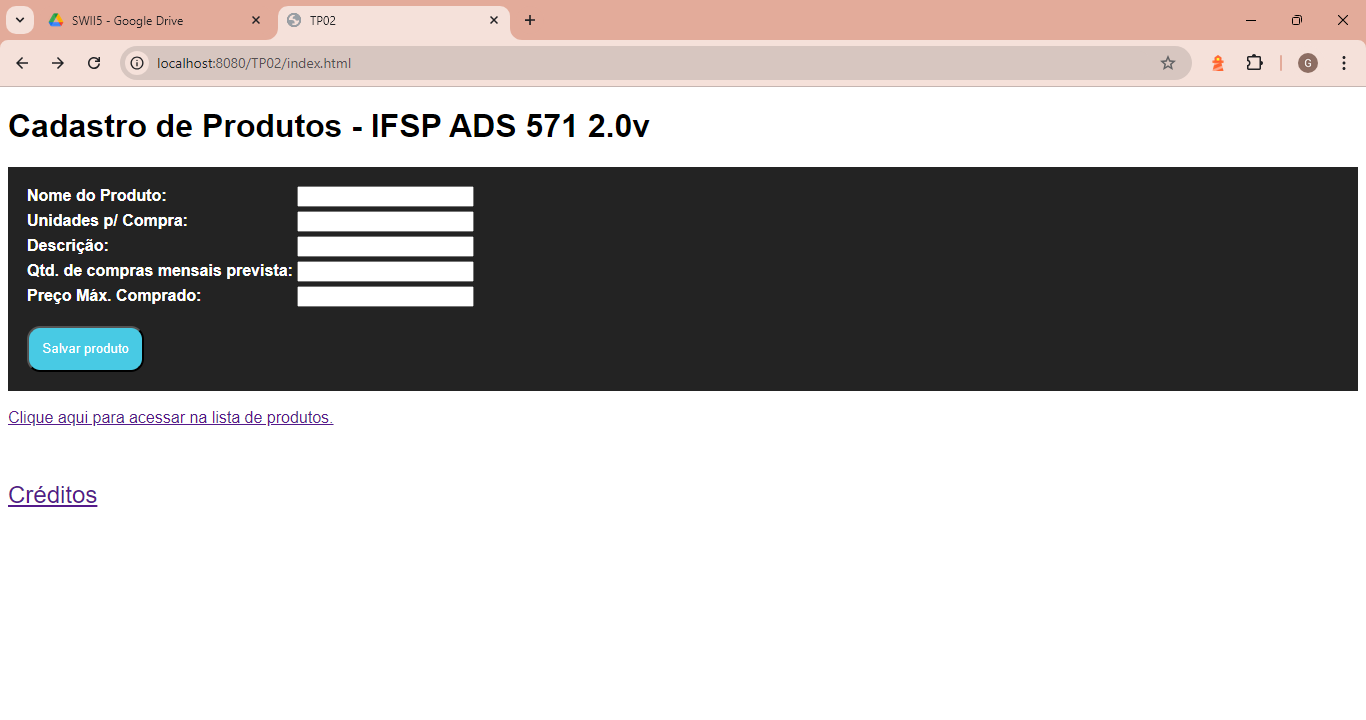 SWII5 - Google Drive
TP02
localhost:8080/TP02/index.html
G
Cadastro de Produtos - IFSP ADS 571 2.0v
Nome do Produto:
Unidades p/ Compra:
Descrição:
Qtd. de compras mensais prevista:
Preço Máx. Comprado:
Salvar produto
Clique aqui para acessar na lista de produtos.
Créditos